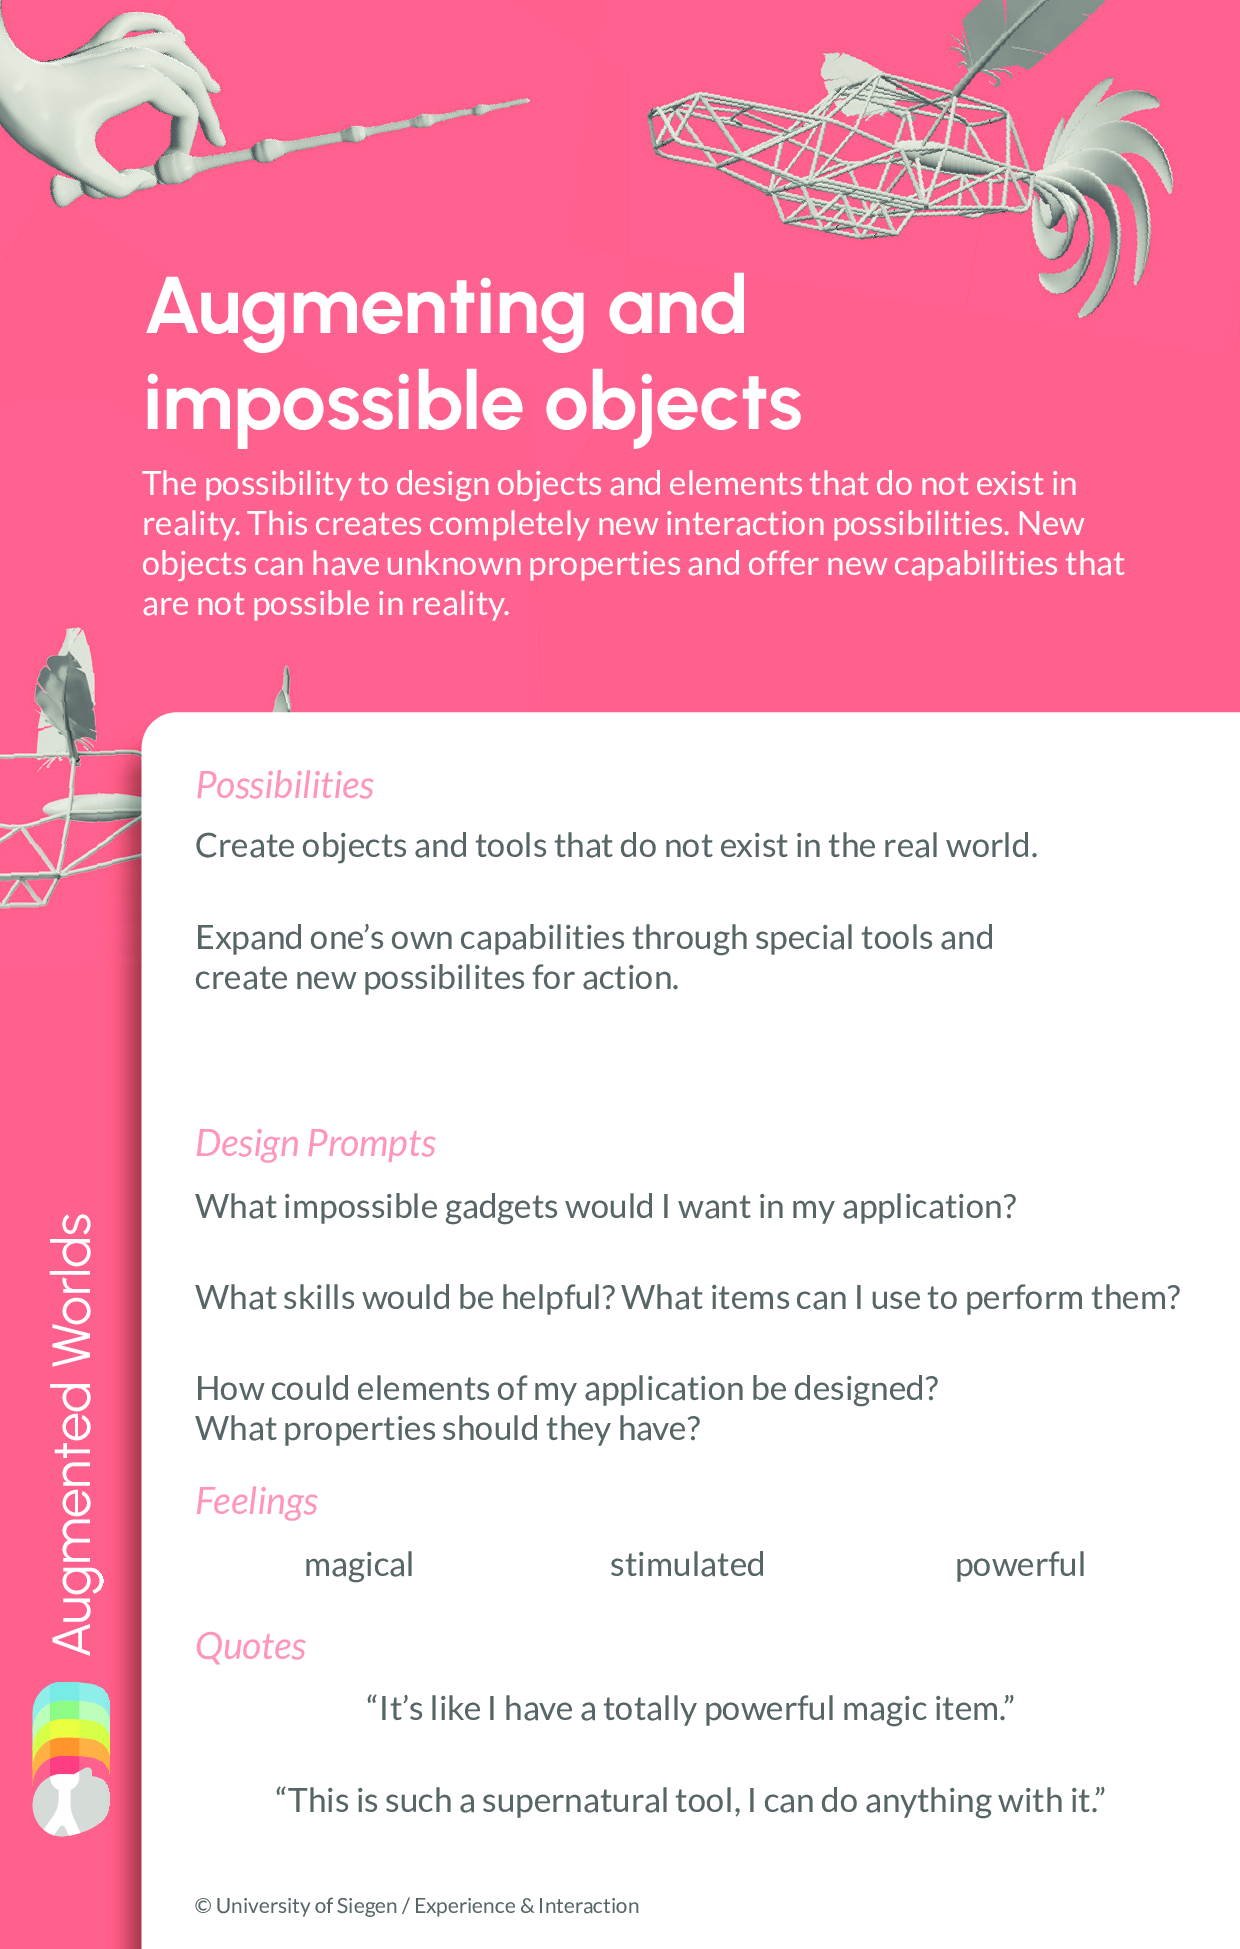 Augmenting and
impossible objects
The possibility to design objects and elements that do not exist in
reality. This creates completely new interaction possibilities. New
objects can have unknown properties and offer new capabilities that
are not possible in reality.
Possibilities
Create objects and tools that do not exist in the real world.
Expand one’s own capabilities through special tools and
create new possibilites for action.
Design Prompts
What impossible gadgets would I want in my application?
What skills would be helpful? What items can I use to perform them?
How could elements of my application be designed?
What properties should they have?
Feelings
magical stimulated powerful
Quotes
“It’s like I have a totally powerful magic item.”
“This is such a supernatural tool, I can do anything with it.”
© University of Siegen / Experience & Interaction
Augmented Worlds